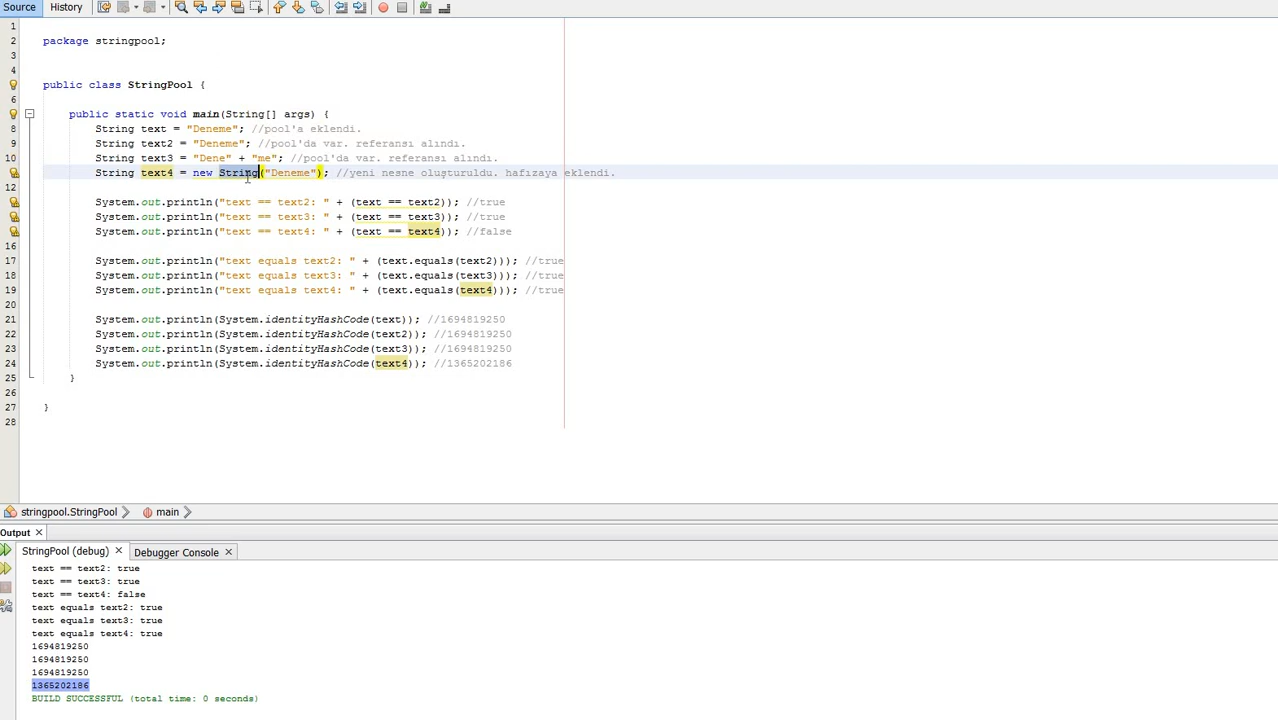 Source History
1
2 package stringpool;
3
4
public class StringPool {
6
public static void main(String[] args) {
8 String text = "Deneme"; //pool'a eklendi.
9 String text2 = "Deneme"; //pool'da var. referansı alındı.
10 String text3 = "Dene" + "me"; //pool'da var. referansı alındı.
String text4 = new String("Deneme"); //yeni nesne oluşturuldu. hafızaya eklendi.
12
System.out.println("text == text2: " + (text == text2)); //true
System.out.println("text == text3: " + (text == text3)); //true
System.out.println("text == text4: " + (text == text4)); //false
16
17 System.out.println("text equals text2: " + (text.equals(text2))); //true
18 System.out.println("text equals text3: " + (text.equals(text3))); //true
19 System.out.println("text equals text4: " + (text.equals(text4))); //true
20
21 System.out.println(System.identityHashCode(text)); //1694819250
22 System.out.println(System.identityHashCode(text2)); //1694819250
23 System.out.println(System.identityHashCode(text3)); //1694819250
24 System.out.println(System.identityHashCode(text4)); //1365202186
25 }
26
27 }
28
stringpool.StringPool main
Output
StringPool (debug) Debugger Console
text == text2: true
text == text3: true
text == text4: false
text equals text2: true
text equals text3: true
text equals text4: true
1694819250
1694819250
1694819250
1365202186
BUILD SUCCESSFUL (total time: 0 seconds)